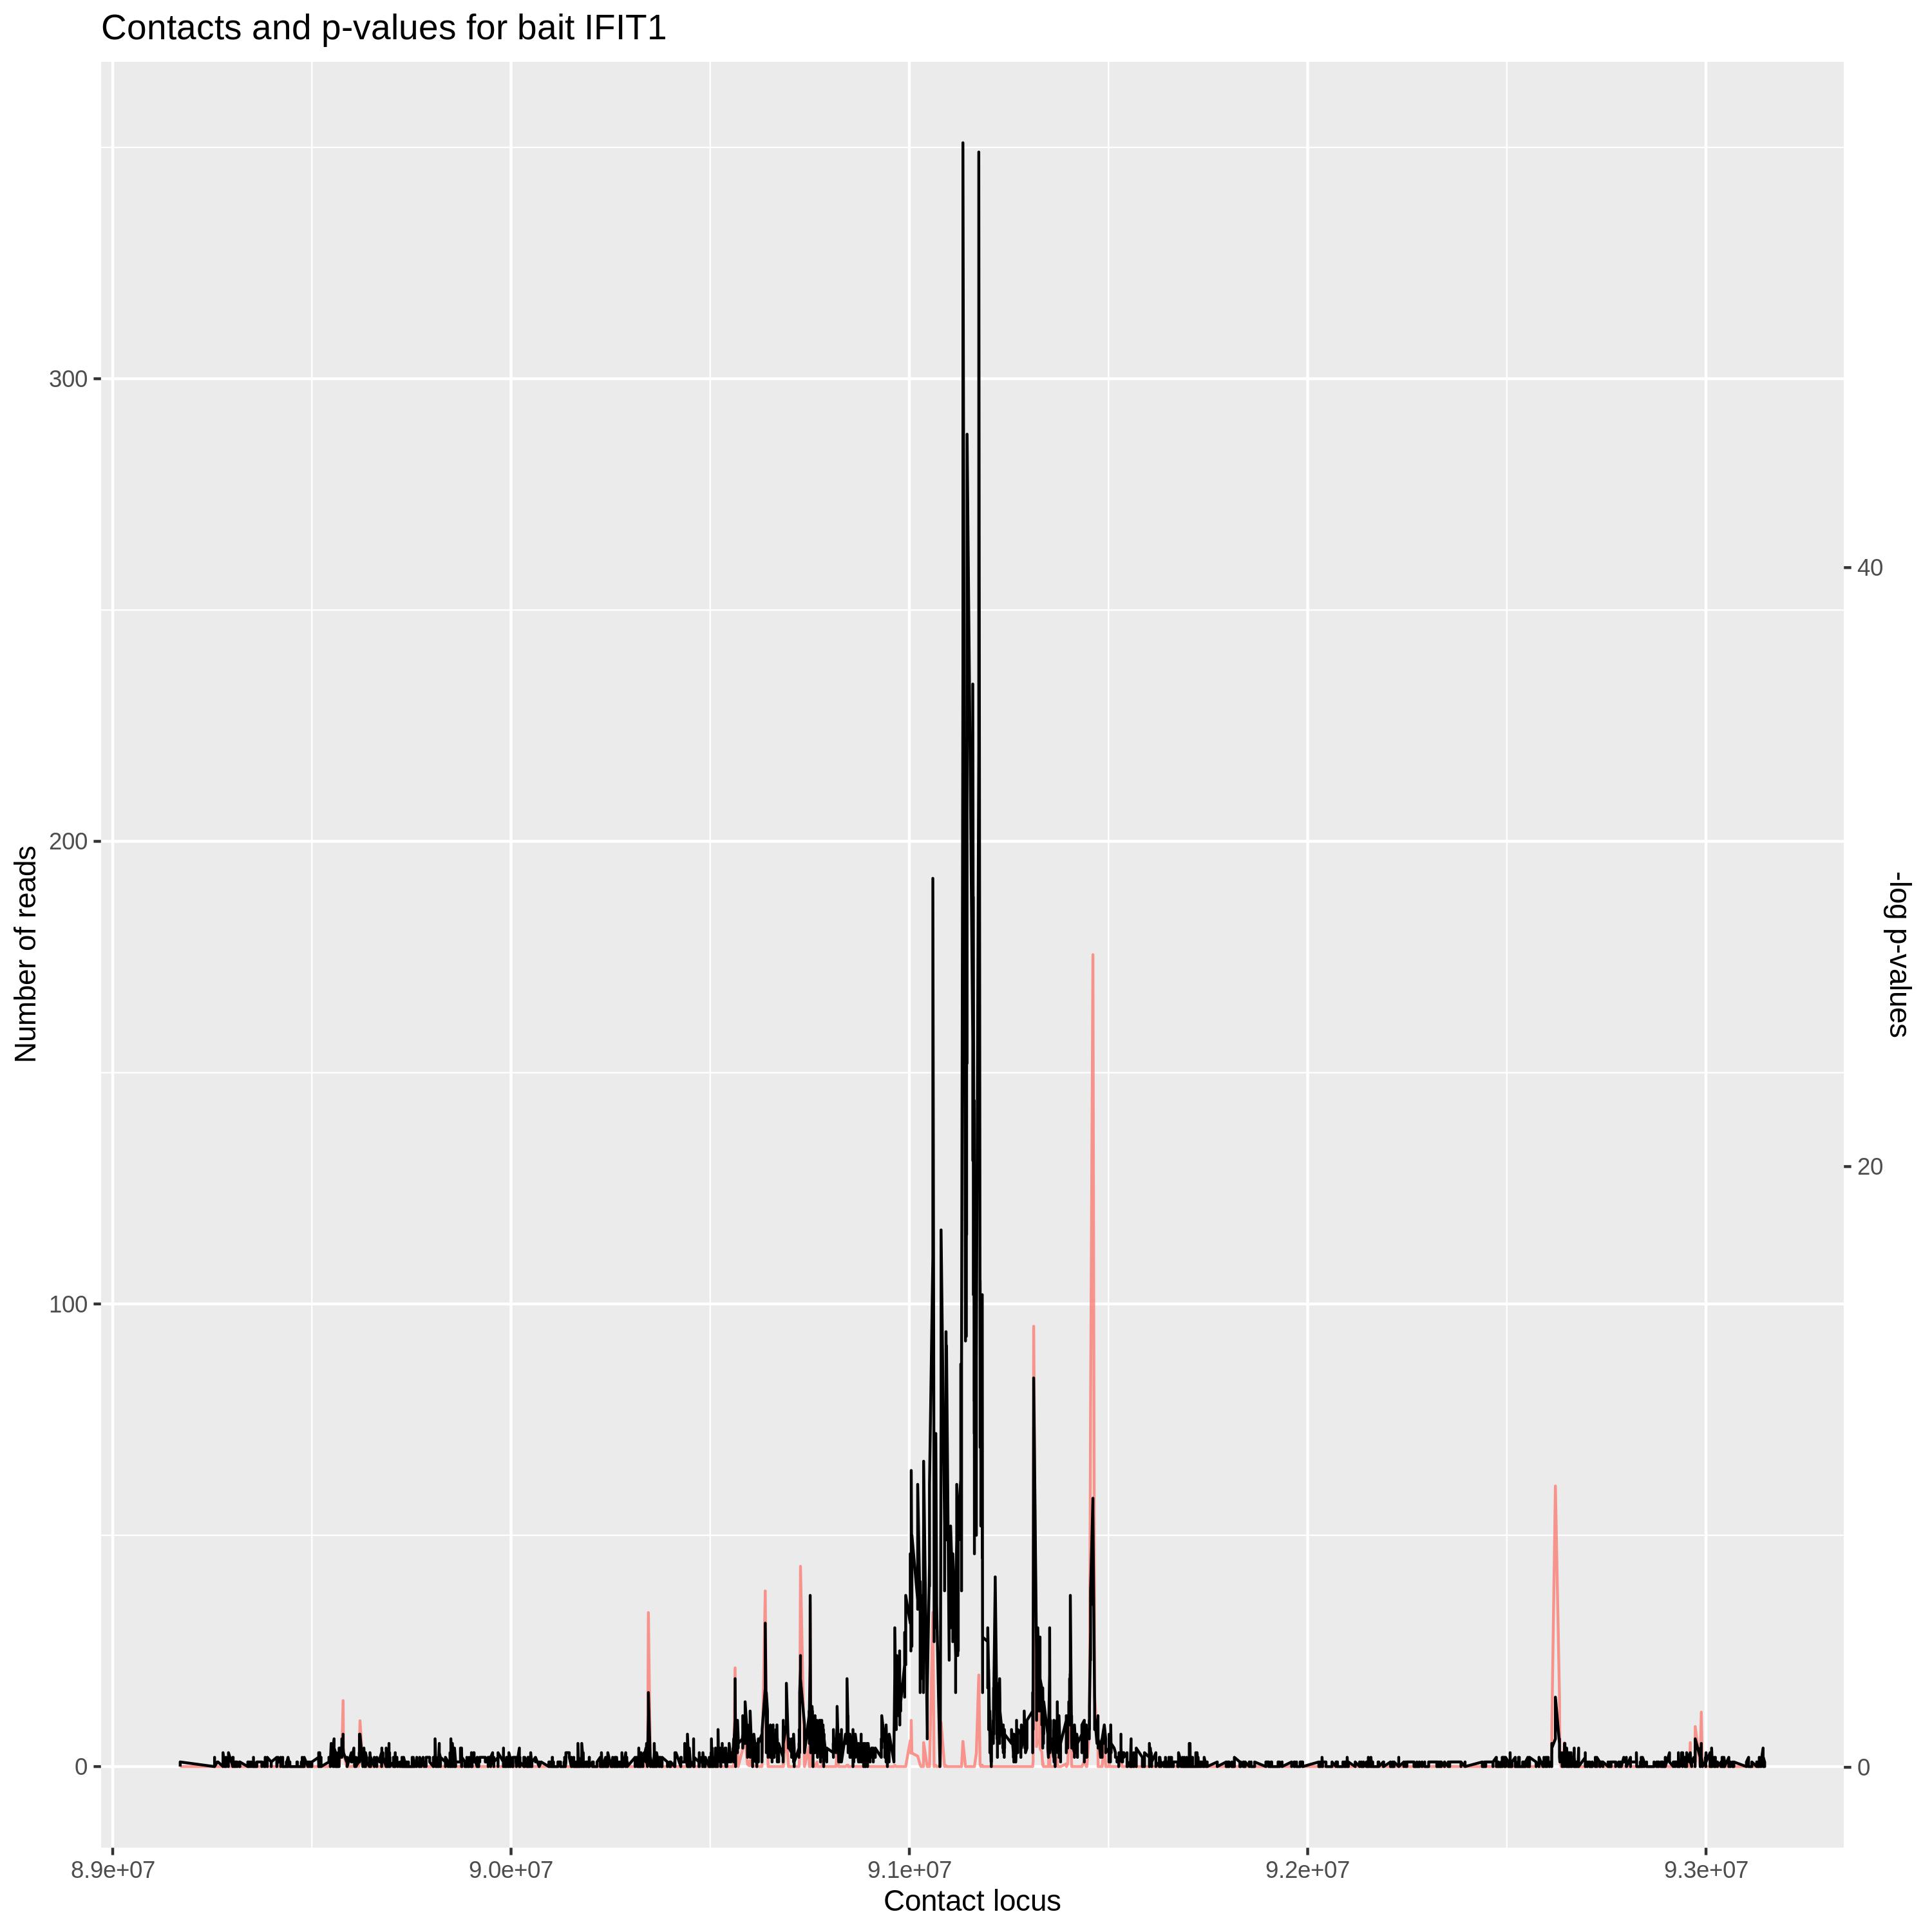 Contacts and p-values for bait IFIT1
300
200
100
0
Number of reads
40
20
0
-log p-values
8.9e+07 9.0e+07 9.1e+07 9.2e+07 9.3e+07
Contact locus